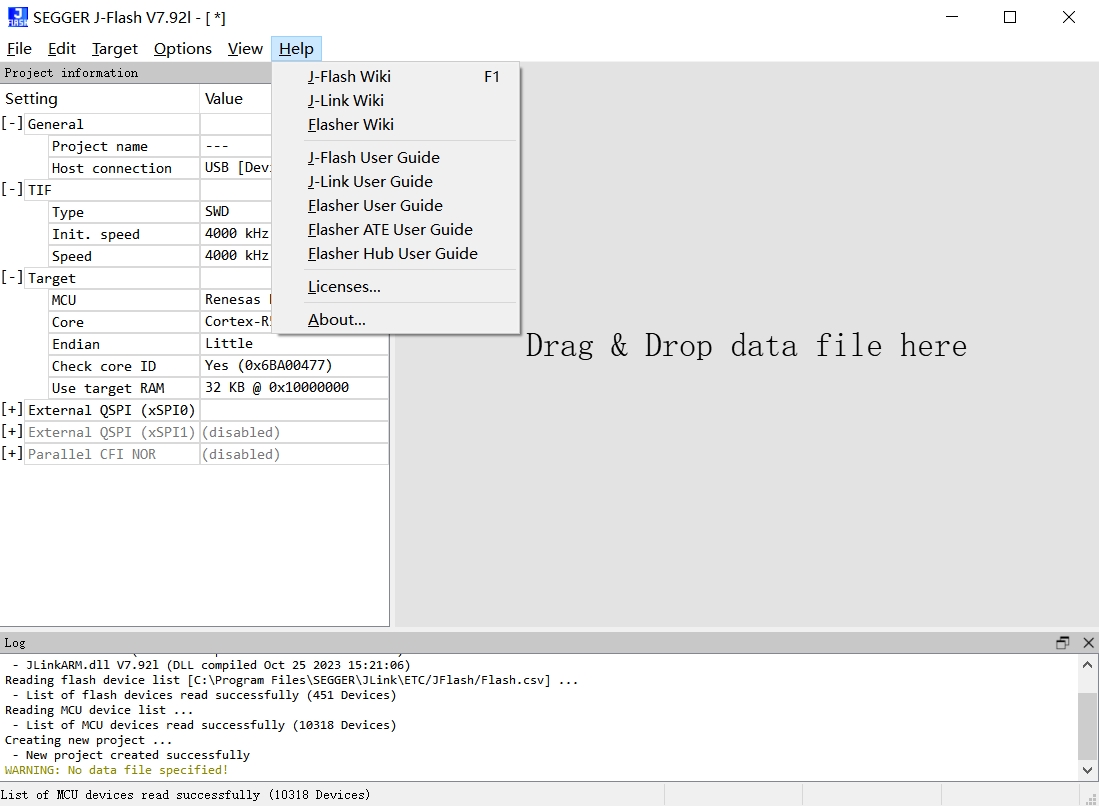 SEGGER J-Flash V7.92l - [ *]
File Edit Target Options View Help
Project information
J-Flash Wiki F1
J-Link Wiki
Flasher Wiki
J-Flash User Guide
J-Link User Guide
Flasher User Guide
Flasher ATE User Guide
Flasher Hub User Guide
Licenses...
About...
Setting Value
[-] General
Project name ---
Host connection USB [Devi
[-] TIF
Type SWD
Init. speed 4000 kHz
Speed 4000 kHz
[-] Target
MCU Renesas
Core Cortex-R5
Endian Little
Check core ID Yes (0x6BA00477)
Use target RAM 32 KB @ 0x10000000
[+] External QSPI (xSPI0)
[+] External QSPI (xSPI1) (disabled)
[+] Parallel CFI NOR (disabled)
Drag & Drop data file here
Log
- JLinkARM.dll V7.92l (DLL compiled Oct 25 2023 15:21:06)
Reading flash device list [C:\Program Files\SEGGER\JLink\ETC/JFlash/Flash.csv] ...
- List of flash devices read successfully (451 Devices)
Reading MCU device list ...
- List of MCU devices read successfully (10318 Devices)
Creating new project ...
- New project created successfully
WARNING: No data file specified!
List of MCU devices read successfully (10318 Devices)